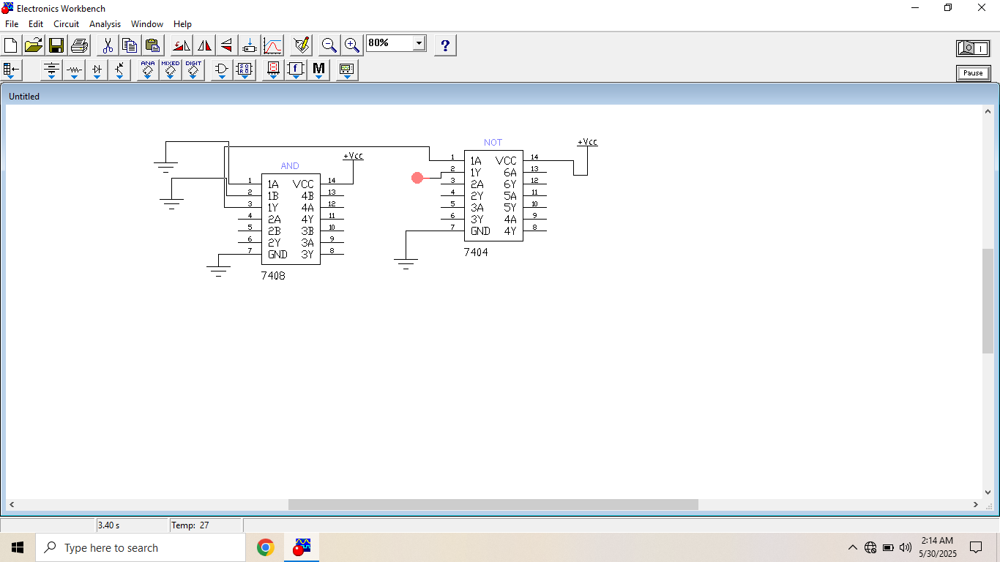 Electronics Workbench
File Edit Circuit Analysis Window Help
80%
?
ANA MIXED DIGIT
f
M
Pause
Untitled
NOT
+Vcc
1 1A VCC 14
2 1Y 6A 13
3 2A 6Y 12
4 2Y 5A 11
5 3A 5Y 10
6 3Y 4A 9
7 GND 4Y 8
7404
AND
+Vcc
1 1A VCC 14
2 1B 4B 13
3 1Y 4A 12
4 2A 4Y 11
5 2B 3B 10
6 2Y 3A 9
7 GND 3Y 8
7408
3.40 s
Temp: 27
Type here to search
2:14 AM
5/30/2025